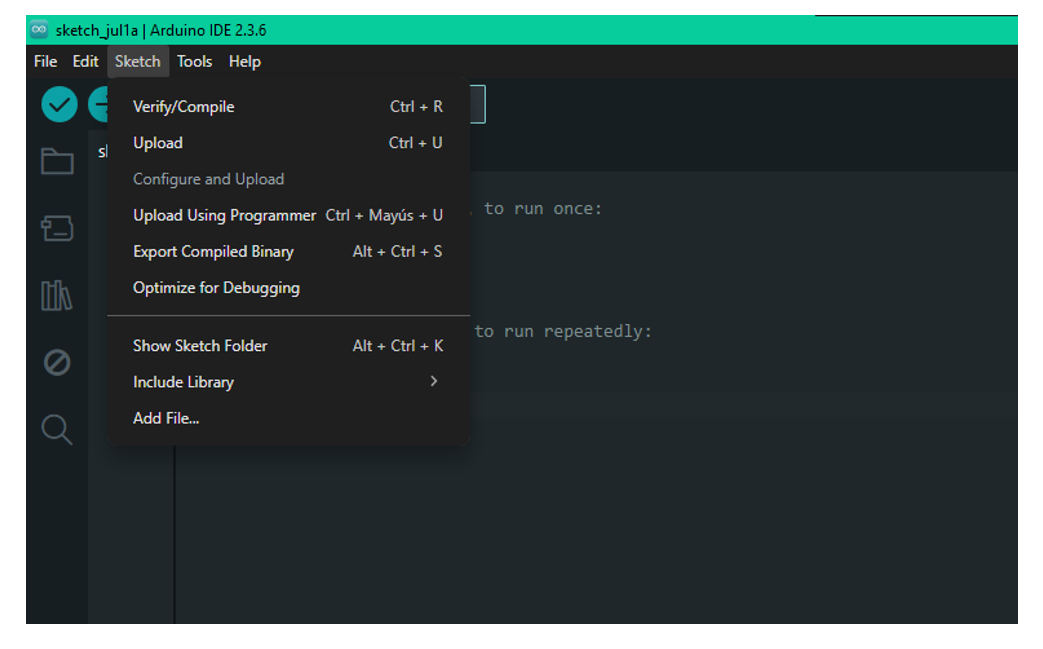 sketch_jul1a | Arduino IDE 2.3.6
File Edit Sketch Tools Help
Verify/Compile Ctrl + R
Upload Ctrl + U
Configure and Upload
Upload Using Programmer Ctrl + Mayús + U
Export Compiled Binary Alt + Ctrl + S
Optimize for Debugging
Show Sketch Folder Alt + Ctrl + K
Include Library
Add File...
to run once:
to run repeatedly: